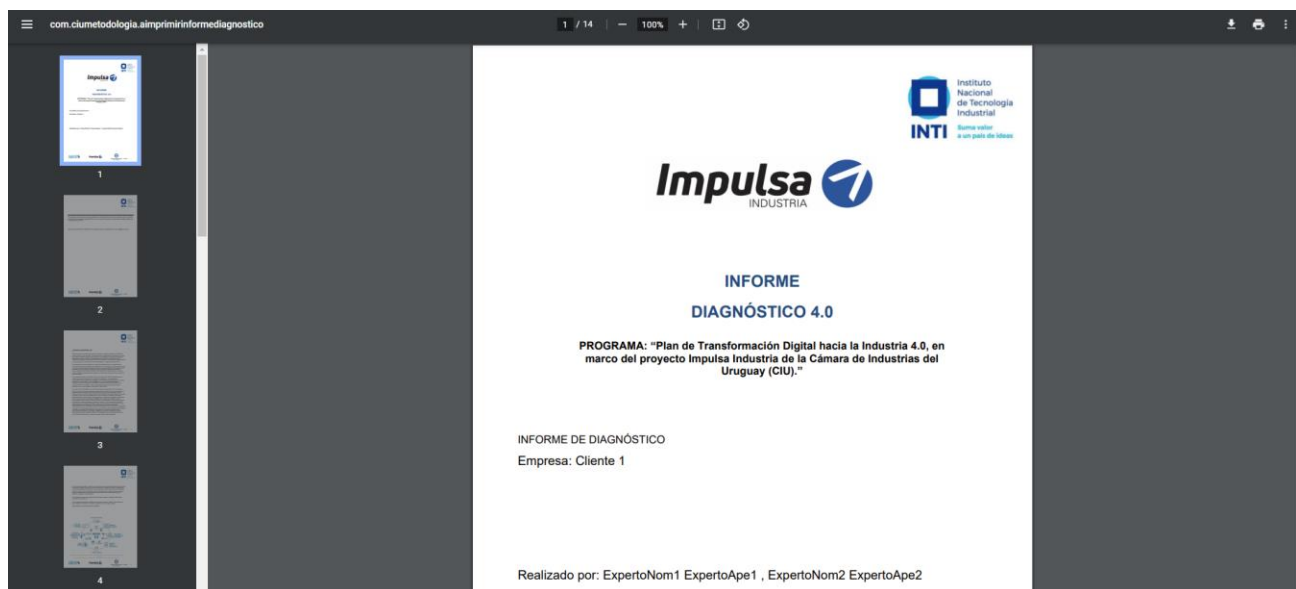 com.ciumetodologia.aimprimirinformediagnostico
1 / 14
100%
1
2
3
4
Instituto
Nacional
de Tecnología
Industrial
INTI
Suma valor
a un país de ideas
Impulsa
INDUSTRIA
INFORME
DIAGNÓSTICO 4.0
PROGRAMA: “Plan de Transformación Digital hacia la Industria 4.0, en
marco del proyecto Impulsa Industria de la Cámara de Industrias del
Uruguay (CIU).”
INFORME DE DIAGNÓSTICO
Empresa: Cliente 1
Realizado por: ExpertoNom1 ExpertoApe1 , ExpertoNom2 ExpertoApe2